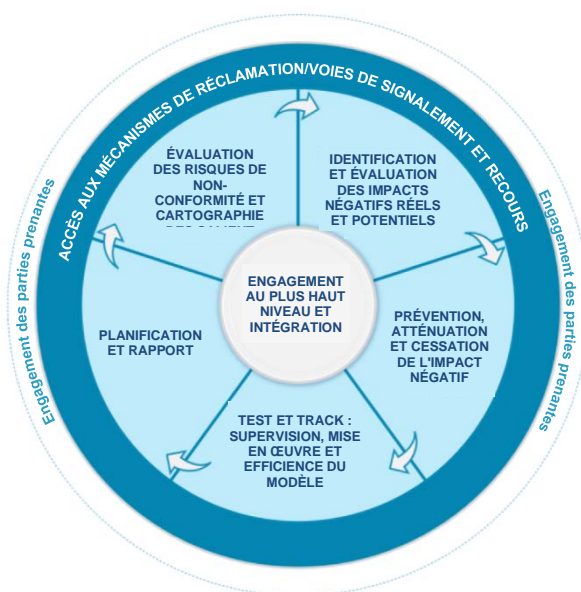 ACCÈS AUX MÉCANISMES DE RÉCLAMATION/VOIES DE SIGNALEMENT ET RECOURS
Engagement des parties prenantes
Engagement des parties prenantes
ÉVALUATION
DES RISQUES DE
NON-
CONFORMITÉ ET
CARTOGRAPHIE
IDENTIFICATION
ET ÉVALUATION
DES IMPACTS
NÉGATIFS RÉELS
ET POTENTIELS
ENGAGEMENT
AU PLUS HAUT
NIVEAU ET
INTÉGRATION
PLANIFICATION
ET RAPPORT
PRÉVENTION,
ATTÉNUATION
ET CESSATION
DE L'IMPACT
NÉGATIF
TEST ET TRACK :
SUPERVISION, MISE
EN ŒUVRE ET
EFFICIENCE DU
MODÈLE